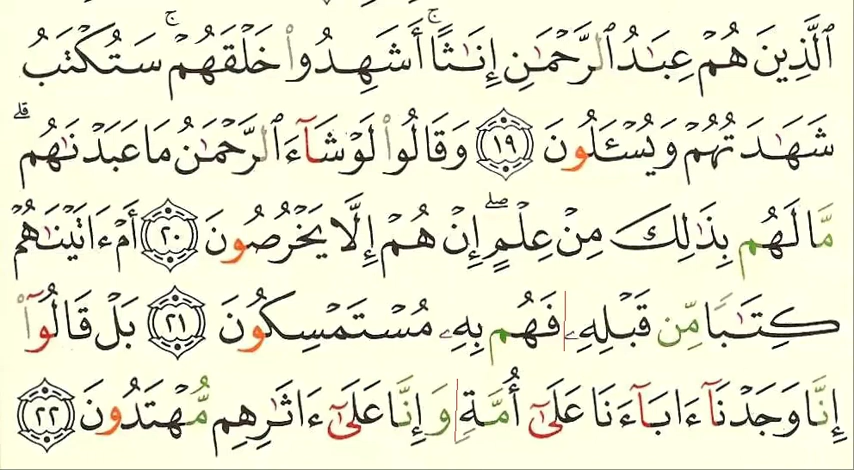 ٱلَّذِينَ هُمْ عِبَـٰدُ ٱلرَّحْمَـٰنِ إِنَـٰثًا ۚ أَشَهِدُوا۟ خَلْقَهُمْ ۚ سَتُكْتَبُ
شَهَـٰدَتُهُمْ وَيُسْـَٔلُونَ ١٩ وَقَالُوا۟ لَوْ شَآءَ ٱلرَّحْمَـٰنُ مَا عَبَدْنَـٰهُم ۗ
مَّا لَهُم بِذَٰلِكَ مِنْ عِلْمٍ ۖ إِنْ هُمْ إِلَّا يَخْرُصُونَ ٢٠ أَمْ ءَاتَيْنَـٰهُمْ
كِتَـٰبًا مِّن قَبْلِهِۦ فَهُم بِهِۦ مُسْتَمْسِكُونَ ٢١ بَلْ قَالُوٓا۟
إِنَّا وَجَدْنَآ ءَابَآءَنَا عَلَىٰٓ أُمَّةٍ وَإِنَّا عَلَىٰٓ ءَاثَـٰرِهِم مُّهْتَدُونَ ٢٢